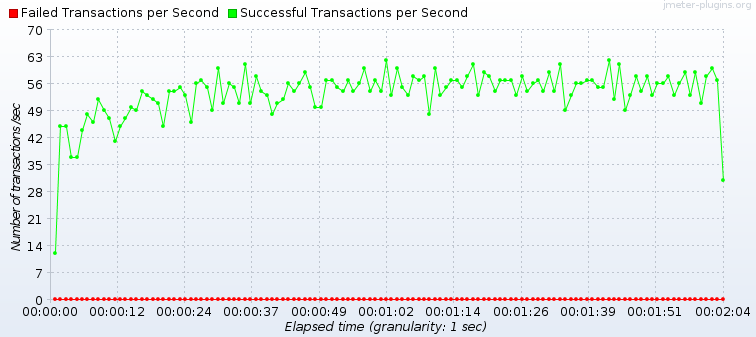 jmeter-plugins.org
Failed Transactions per Second Successful Transactions per Second
70
63
56
49
42
35
28
21
14
7
0
Number of transactions /sec
00:00:00 00:00:12 00:00:24 00:00:37 00:00:49 00:01:02 00:01:14 00:01:26 00:01:39 00:01:51 00:02:04
Elapsed time (granularity: 1 sec)